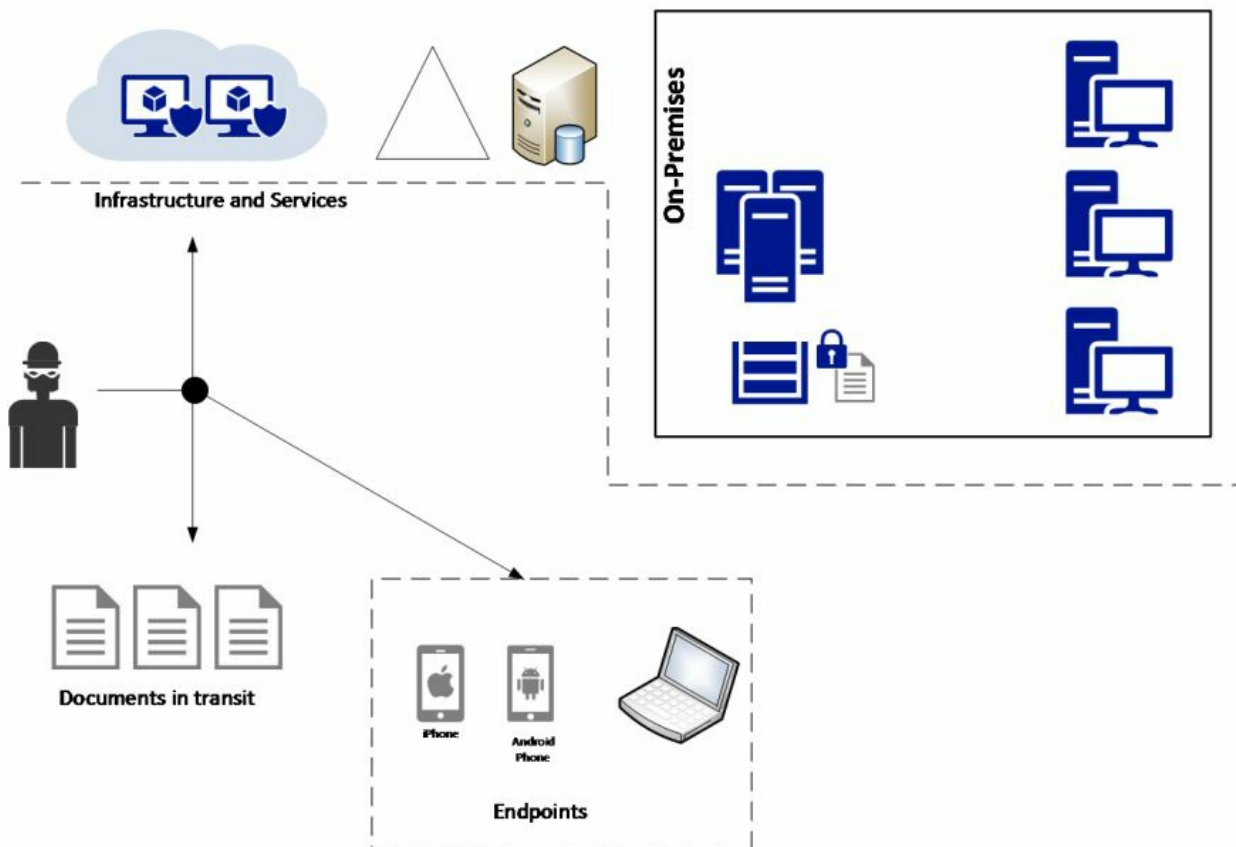 On-Premises
Infrastructure and Services
Documents in transit
iPhone
Android
Phone
Endpoints